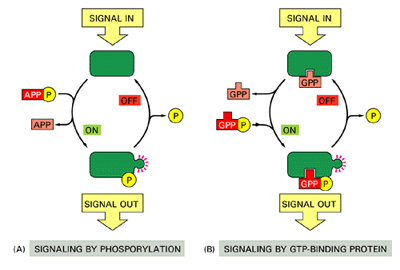 SIGNAL IN
APP P
APP
OFF
ON
P
P
SIGNAL OUT
(A) SIGNALING BY PHOSPORYLATION
SIGNAL IN
GPP
GPP
GPP P
OFF
ON
P
GPP P
SIGNAL OUT
(B) SIGNALING BY GTP-BINDING PROTEIN